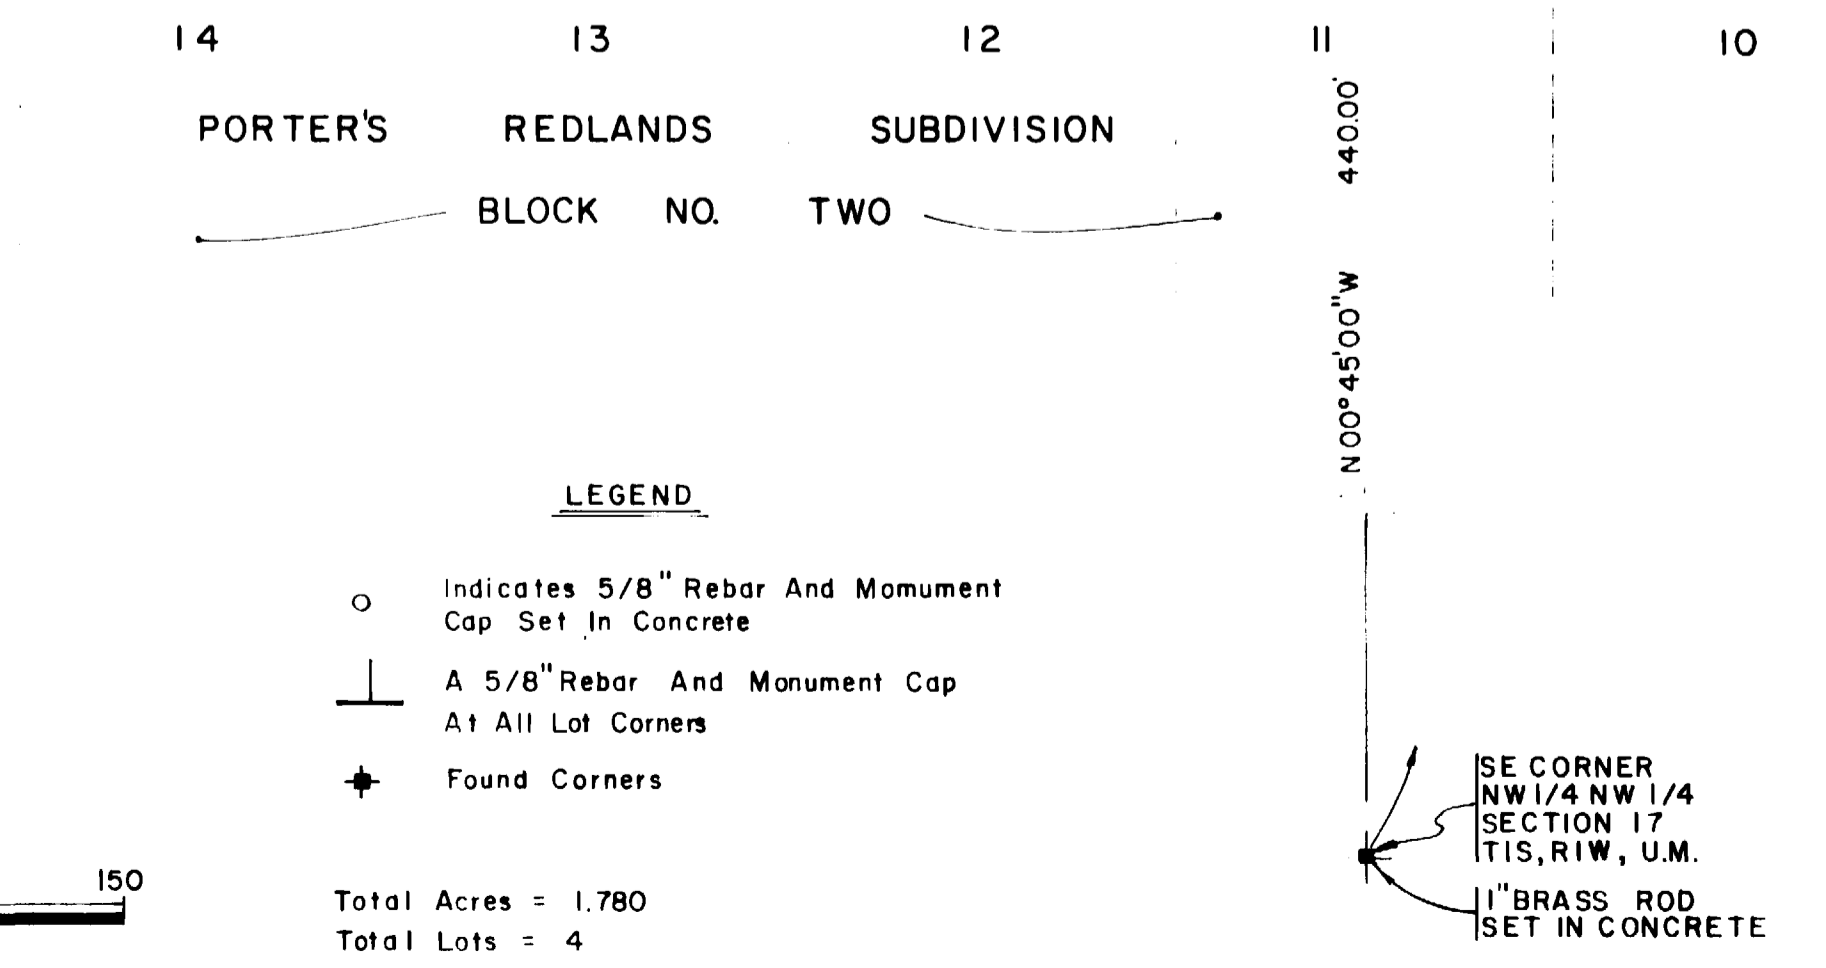 14 13 12 11 10
PORTER'S REDLANDS SUBDIVISION
BLOCK NO. TWO
N 00°45'00"W 440.00'
LEGEND
Indicates 5/8" Rebar And Momument
Cap Set In Concrete
A 5/8" Rebar And Monument Cap
At All Lot Corners
Found Corners
SE CORNER
NW 1/4 NW 1/4
SECTION 17
T1S, R1W, U.M.
1" BRASS ROD
SET IN CONCRETE
150
Total Acres = 1.780
Total Lots = 4